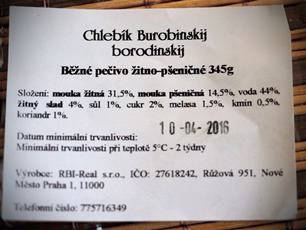 Chlebík Burobinskij
borodinskij
Běžné pečivo žitno-pšeničné 345g
Složení: mouka žitná 31,5%, mouka pšeničná 14,5%, voda 44%,
žitný slad 4%, sůl 1%, cukr 2%, melasa 1,5%, kmín 0,5%,
koriandr 1%.
10 -04- 2016
Datum minimální trvanlivosti:
Minimální trvanlivosti při teplotě 5°C - 2 týdny
Výrobce: RBI-Real s.r.o., IČO: 27618242, Růžová 951, Nové
Město Praha 1, 11000
Telefonní číslo: 775716349